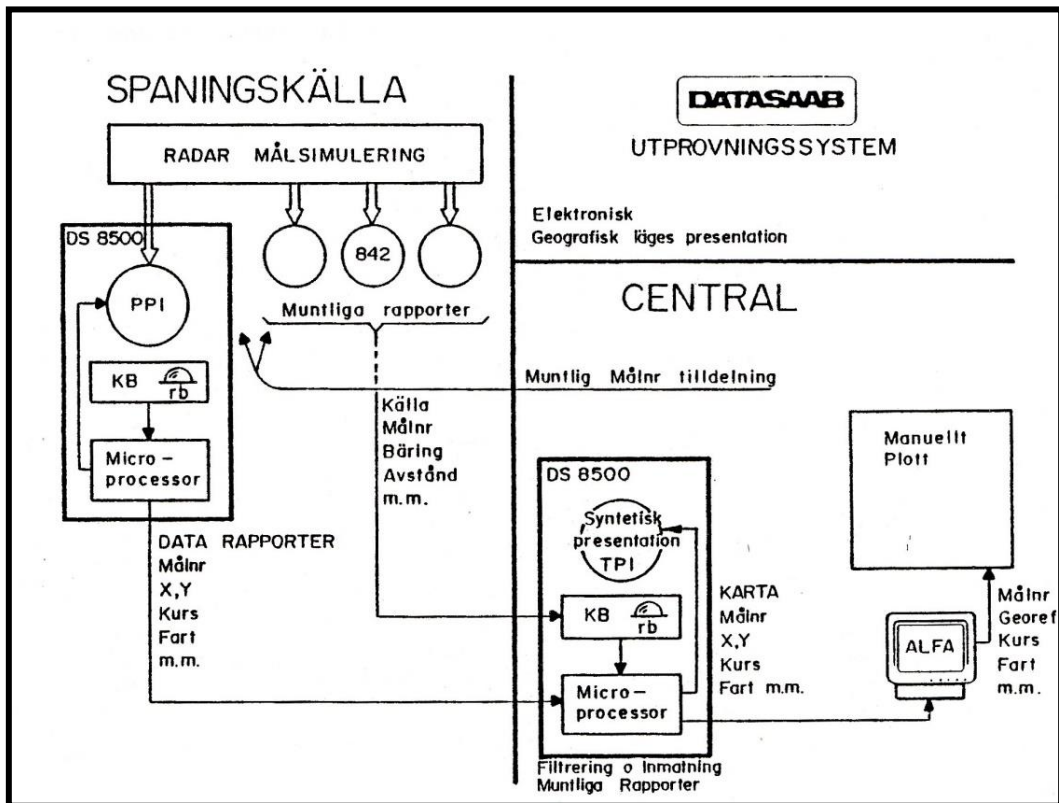 SPANINGSKÄLLA
RADAR MÅLSIMULERING
DS 8500
842
PPI
Muntliga rapporter
KB
rb
Micro-
processor
Källa
Målnr
Bäring
Avstånd
m.m.
DATA RAPPORTER
Målnr
X,Y
Kurs
Fart
m.m.
DATASAAB
UTPROVNINGSSYSTEM
Elektronisk
Geografisk läges presentation
CENTRAL
Muntlig Målnr tilldelning
DS 8500
Syntetisk
presentation
TPI
KB
rb
Micro-
processor
Filtrering o Inmatning
Muntliga Rapporter
KARTA
Målnr
X,Y
Kurs
Fart m.m.
Manuellt
Plott
ALFA
Målnr
Georef
Kurs
Fart
m.m.